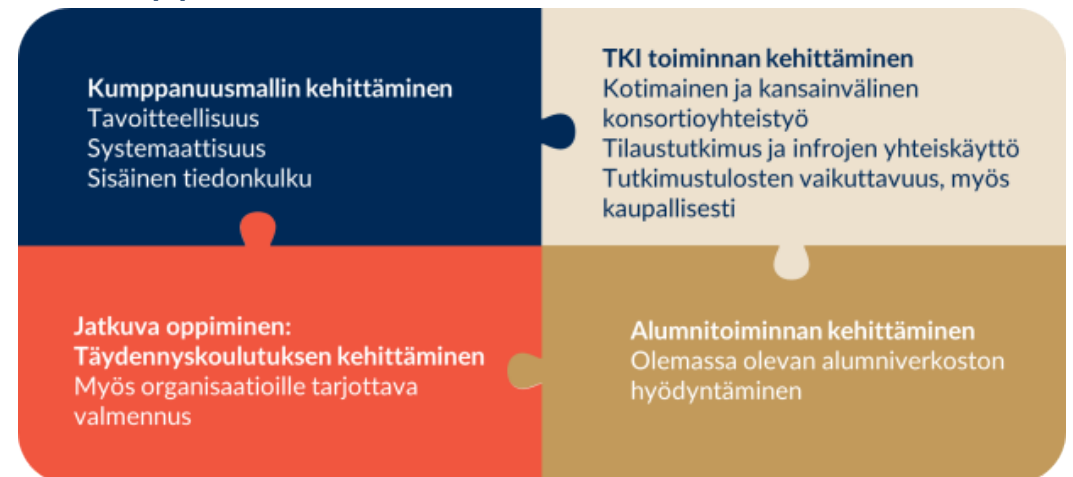 Kumppanuusmallin kehittäminen
Tavoitteellisuus
Systemaattisuus
Sisäinen tiedonkulku
TKI toiminnan kehittäminen
Kotimainen ja kansainvälinen
konsortioyhteistyö
Tilaustutkimus ja infrojen yhteiskäyttö
Tutkimustulosten vaikuttavuus, myös
kaupallisesti
Jatkuva oppiminen:
Täydennyskoulutuksen kehittäminen
Myös organisaatioille tarjottava
valmennus
Alumnitoiminnan kehittäminen
Olemassa olevan alumniverkoston
hyödyntäminen